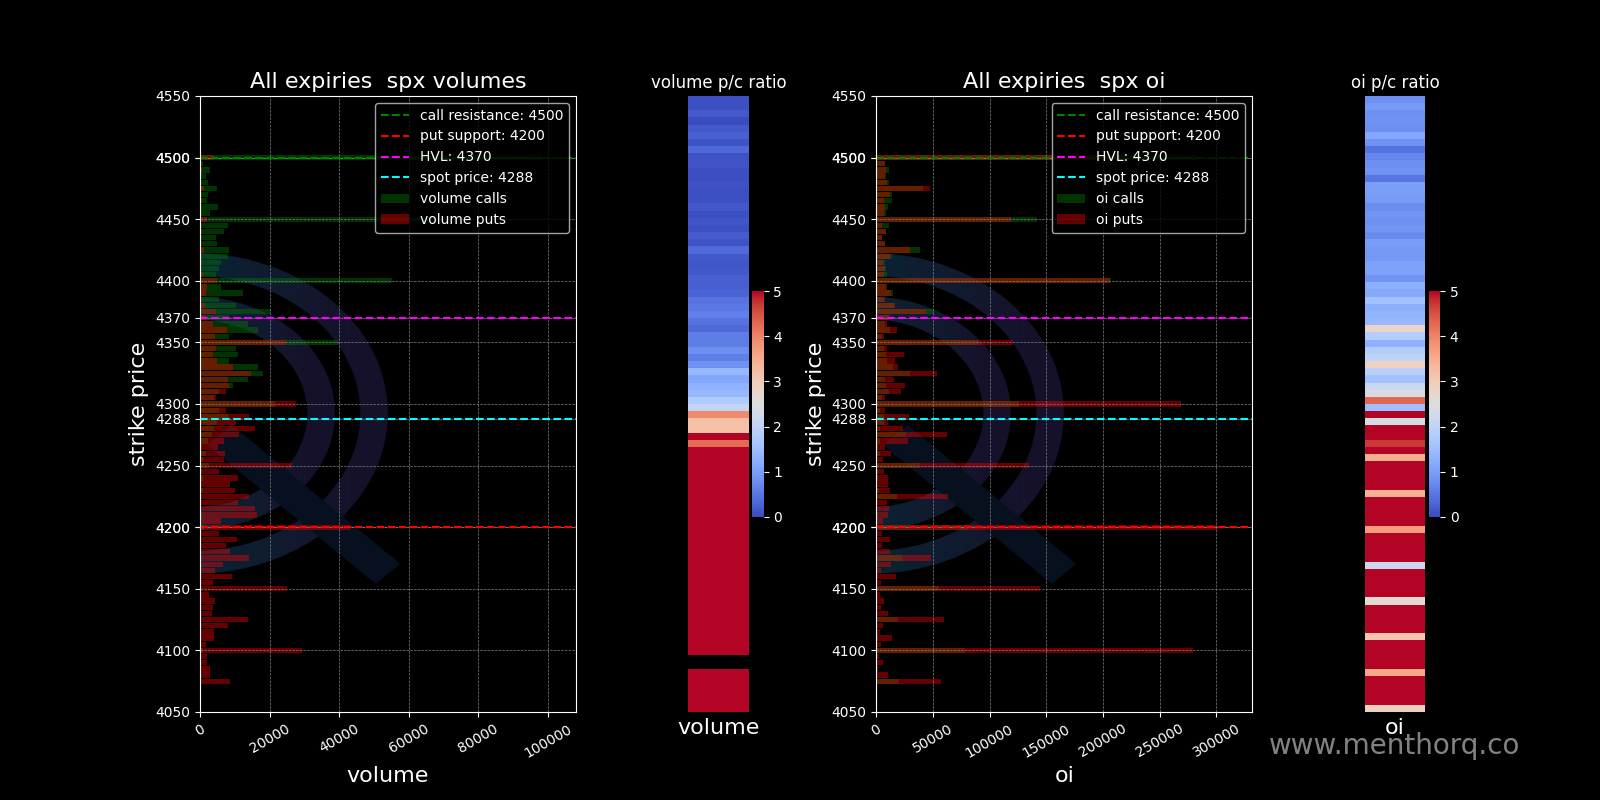 All expiries  spx volumes
volume p/c ratio
All expiries  spx oi
oi p/c ratio
call resistance: 4500
put support: 4200
HVL: 4370
spot price: 4288
volume calls
volume puts
call resistance: 4500
put support: 4200
HVL: 4370
spot price: 4288
oi calls
oi puts
strike price
4550
4500
4450
4400
4370
4350
4300
4288
4250
4200
4150
4100
4050
0
20000
40000
60000
80000
100000
volume
5
4
3
2
1
0
volume
strike price
4550
4500
4450
4400
4370
4350
4300
4288
4250
4200
4150
4100
4050
0
50000
100000
150000
200000
250000
300000
oi
5
4
3
2
1
0
oi
www.menthorq.co